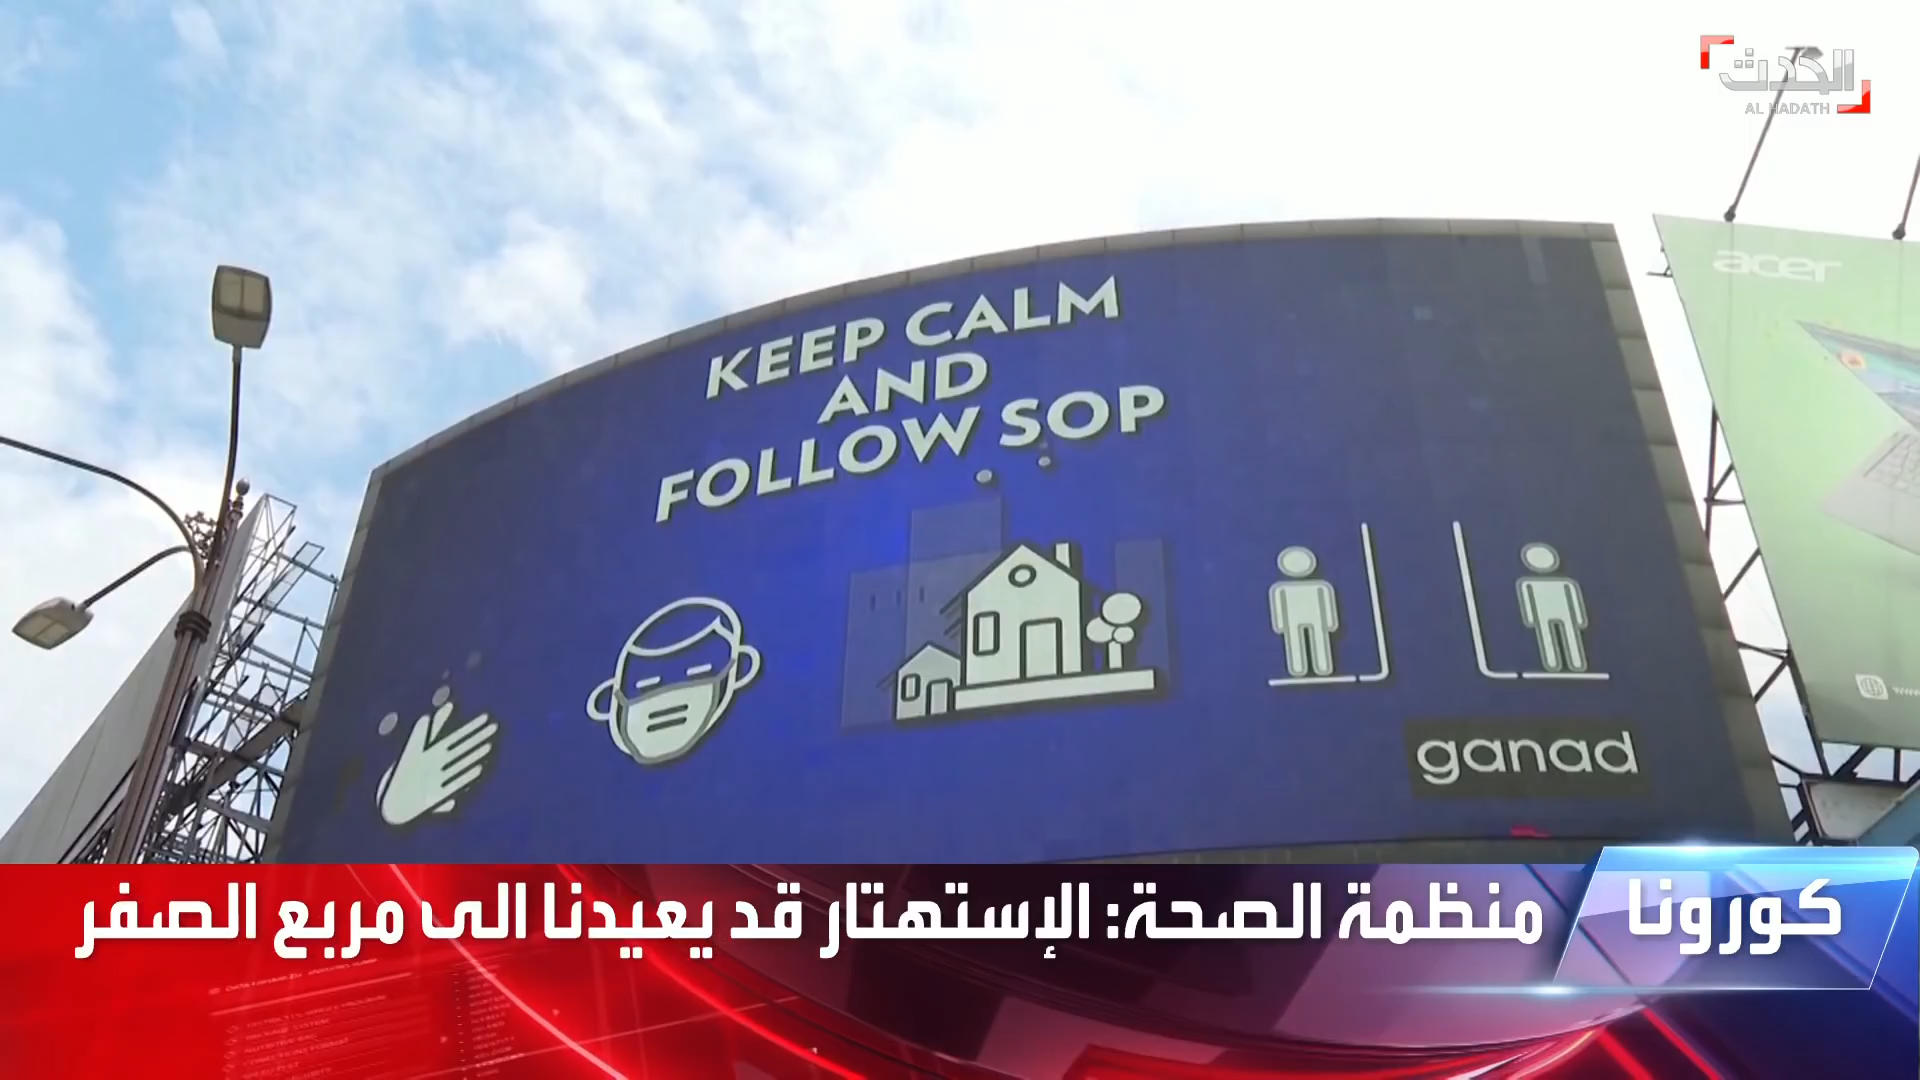 الحدث
AL HADATH
acer
KEEP CALM
AND
FOLLOW SOP
ganad
كورونا
منظمة الصحة: الإستهتار قد يعيدنا الى مربع الصفر